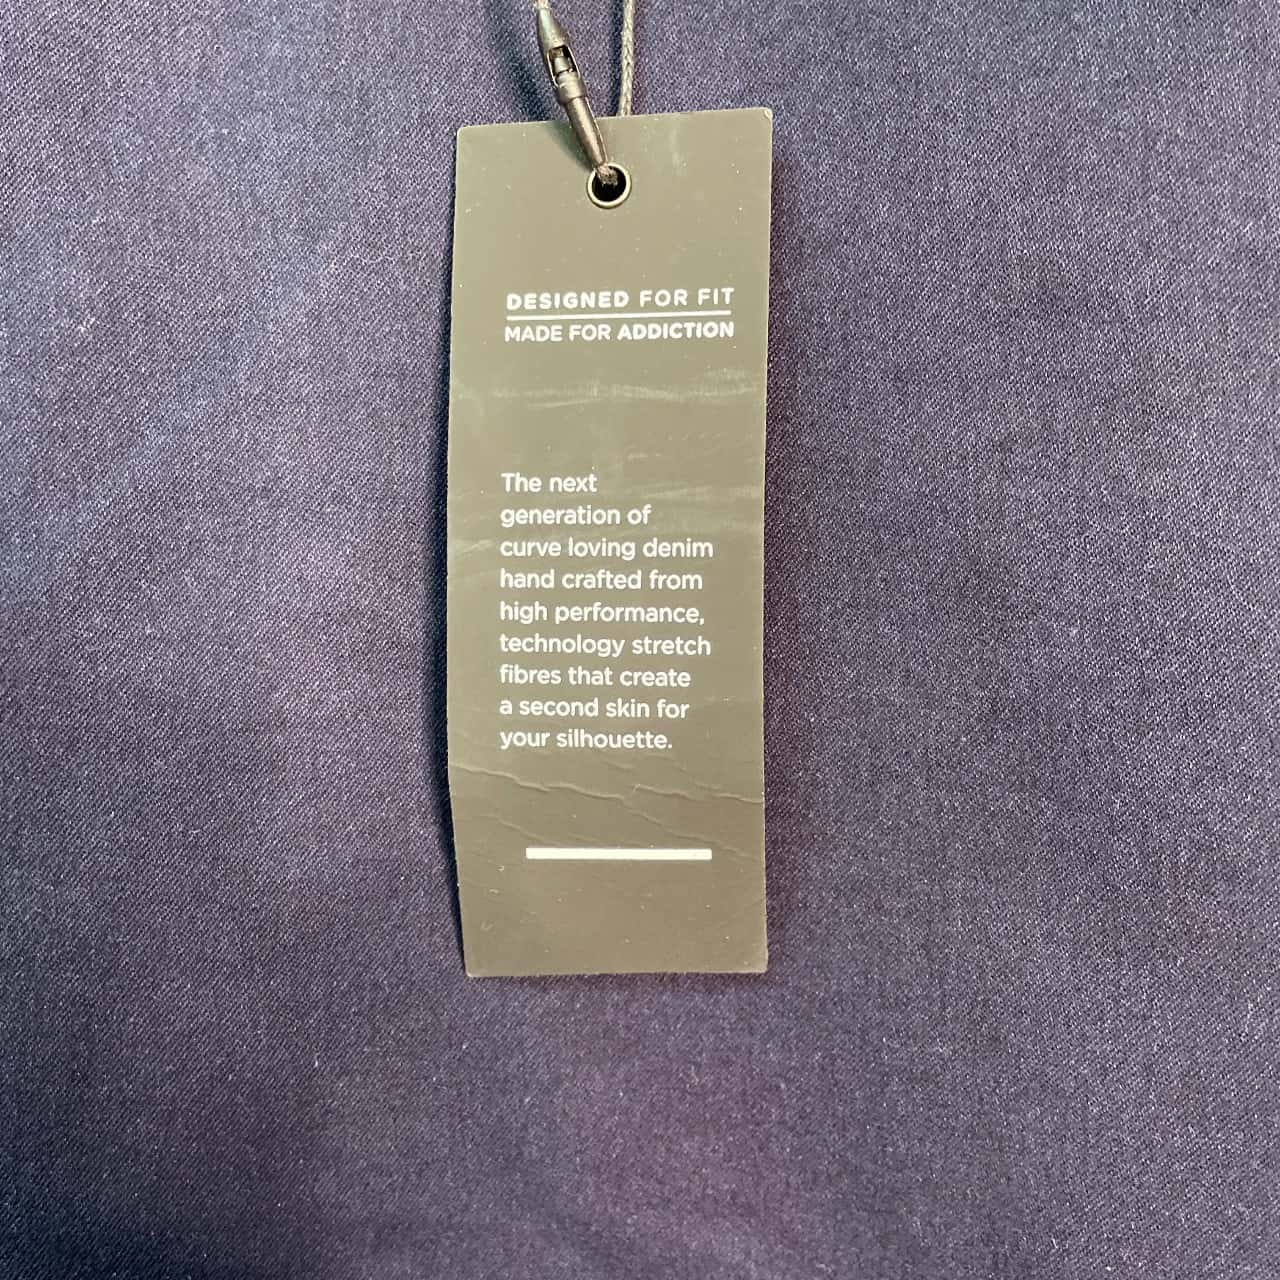 DESIGNED FOR FIT
MADE FOR ADDICTION
The next
generation of
curve loving denim
hand crafted from
high performance,
technology stretch
fibres that create
a second skin for
your silhouette.